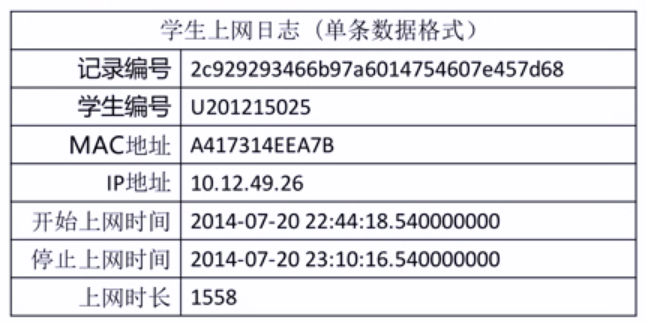 学生上网日志（单条数据格式）
记录编号 2c929293466b97a6014754607e457d68
学生编号 U201215025
MAC地址 A417314EEA7B
IP地址 10.12.49.26
开始上网时间 2014-07-20 22:44:18.540000000
停止上网时间 2014-07-20 23:10:16.540000000
上网时长 1558